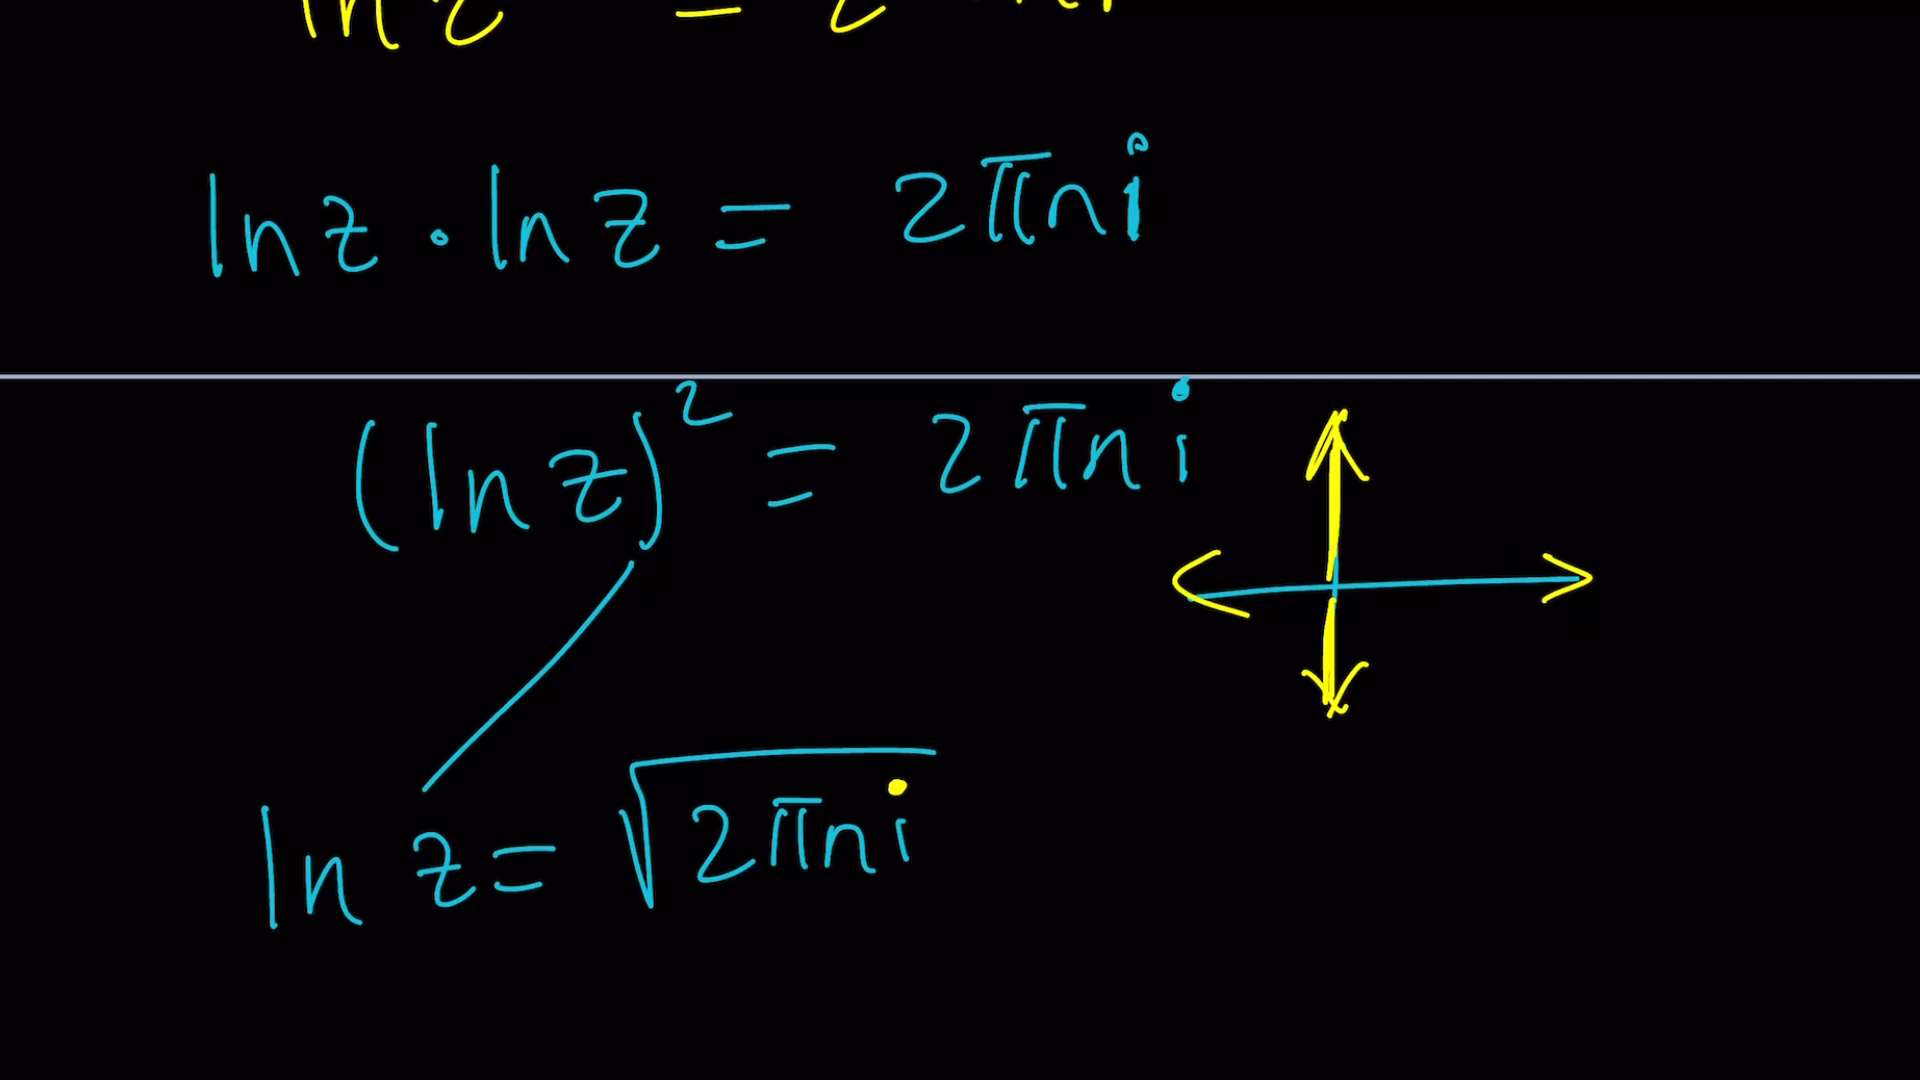 ln z · ln z = 2πni
(ln z)² = 2πni
ln z = √2πni